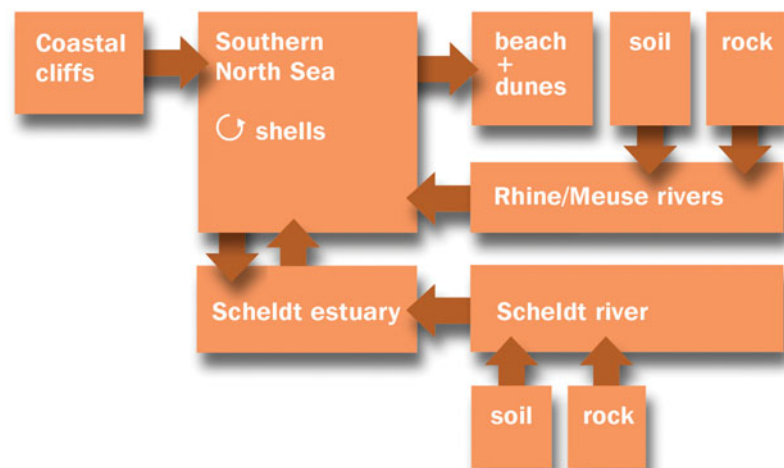 Coastal
cliffs
Southern
North Sea
shells
beach
+
dunes
soil
rock
Rhine/Meuse rivers
Scheldt estuary
Scheldt river
soil
rock